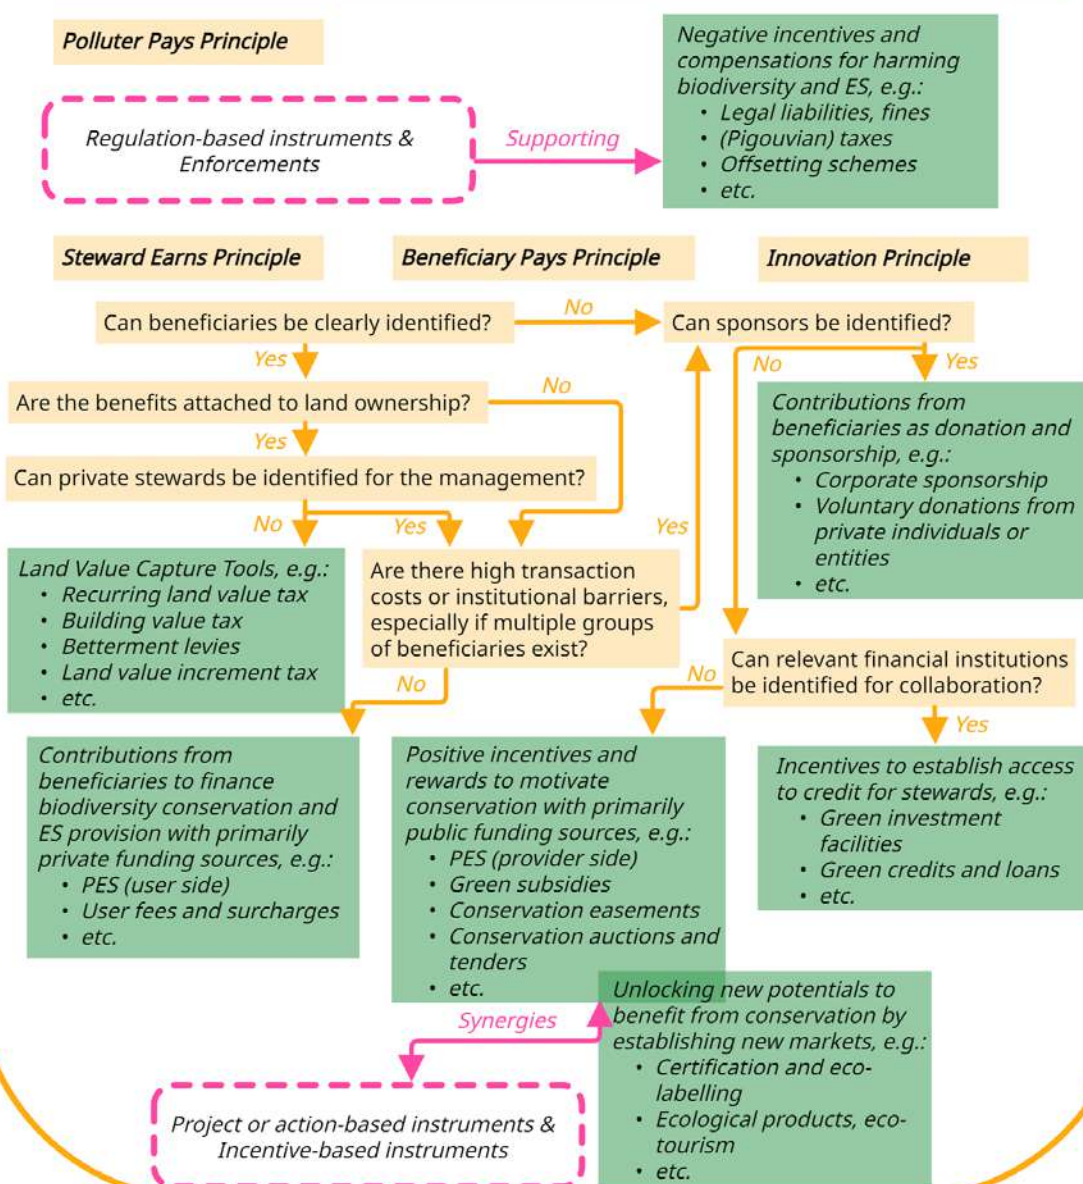 Polluter Pays Principle
Regulation-based instruments &
Enforcements
Supporting
Negative incentives and
compensations for harming
biodiversity and ES, e.g.:
• Legal liabilities, fines
• (Pigouvian) taxes
• Offsetting schemes
• etc.
Steward Earns Principle
Beneficiary Pays Principle
Innovation Principle
Can beneficiaries be clearly identified?
No
Can sponsors be identified?
Yes
Are the benefits attached to land ownership?
No
Yes
Can private stewards be identified for the management?
No
Yes
Yes
No
Yes
Contributions from
beneficiaries as donation and
sponsorship, e.g.:
• Corporate sponsorship
• Voluntary donations from
private individuals or
entities
• etc.
Land Value Capture Tools, e.g.:
• Recurring land value tax
• Building value tax
• Betterment levies
• Land value increment tax
• etc.
Are there high transaction
costs or institutional barriers,
especially if multiple groups
of beneficiaries exist?
No
Can relevant financial institutions
be identified for collaboration?
No
Yes
Contributions from
beneficiaries to finance
biodiversity conservation and
ES provision with primarily
private funding sources, e.g.:
• PES (user side)
• User fees and surcharges
• etc.
Positive incentives and
rewards to motivate
conservation with primarily
public funding sources, e.g.:
• PES (provider side)
• Green subsidies
• Conservation easements
• Conservation auctions and
tenders
• etc.
Incentives to establish access
to credit for stewards, e.g.:
• Green investment
facilities
• Green credits and loans
• etc.
Synergies
Unlocking new potentials to
benefit from conservation by
establishing new markets, e.g.:
• Certification and eco-
labelling
• Ecological products, eco-
tourism
• etc.
Project or action-based instruments &
Incentive-based instruments